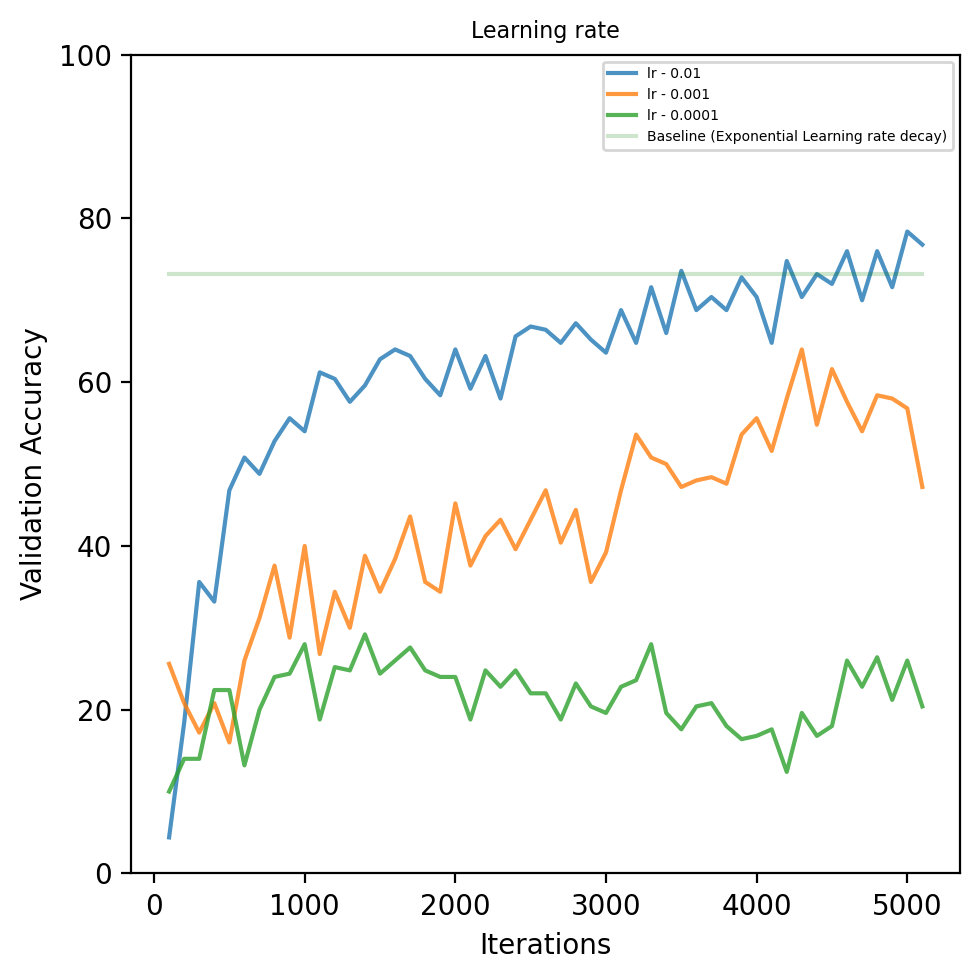 Learning rate
lr - 0.01
lr - 0.001
lr - 0.0001
Baseline (Exponential Learning rate decay)
100
80
60
40
20
0
Validation Accuracy
0 1000 2000 3000 4000 5000
Iterations